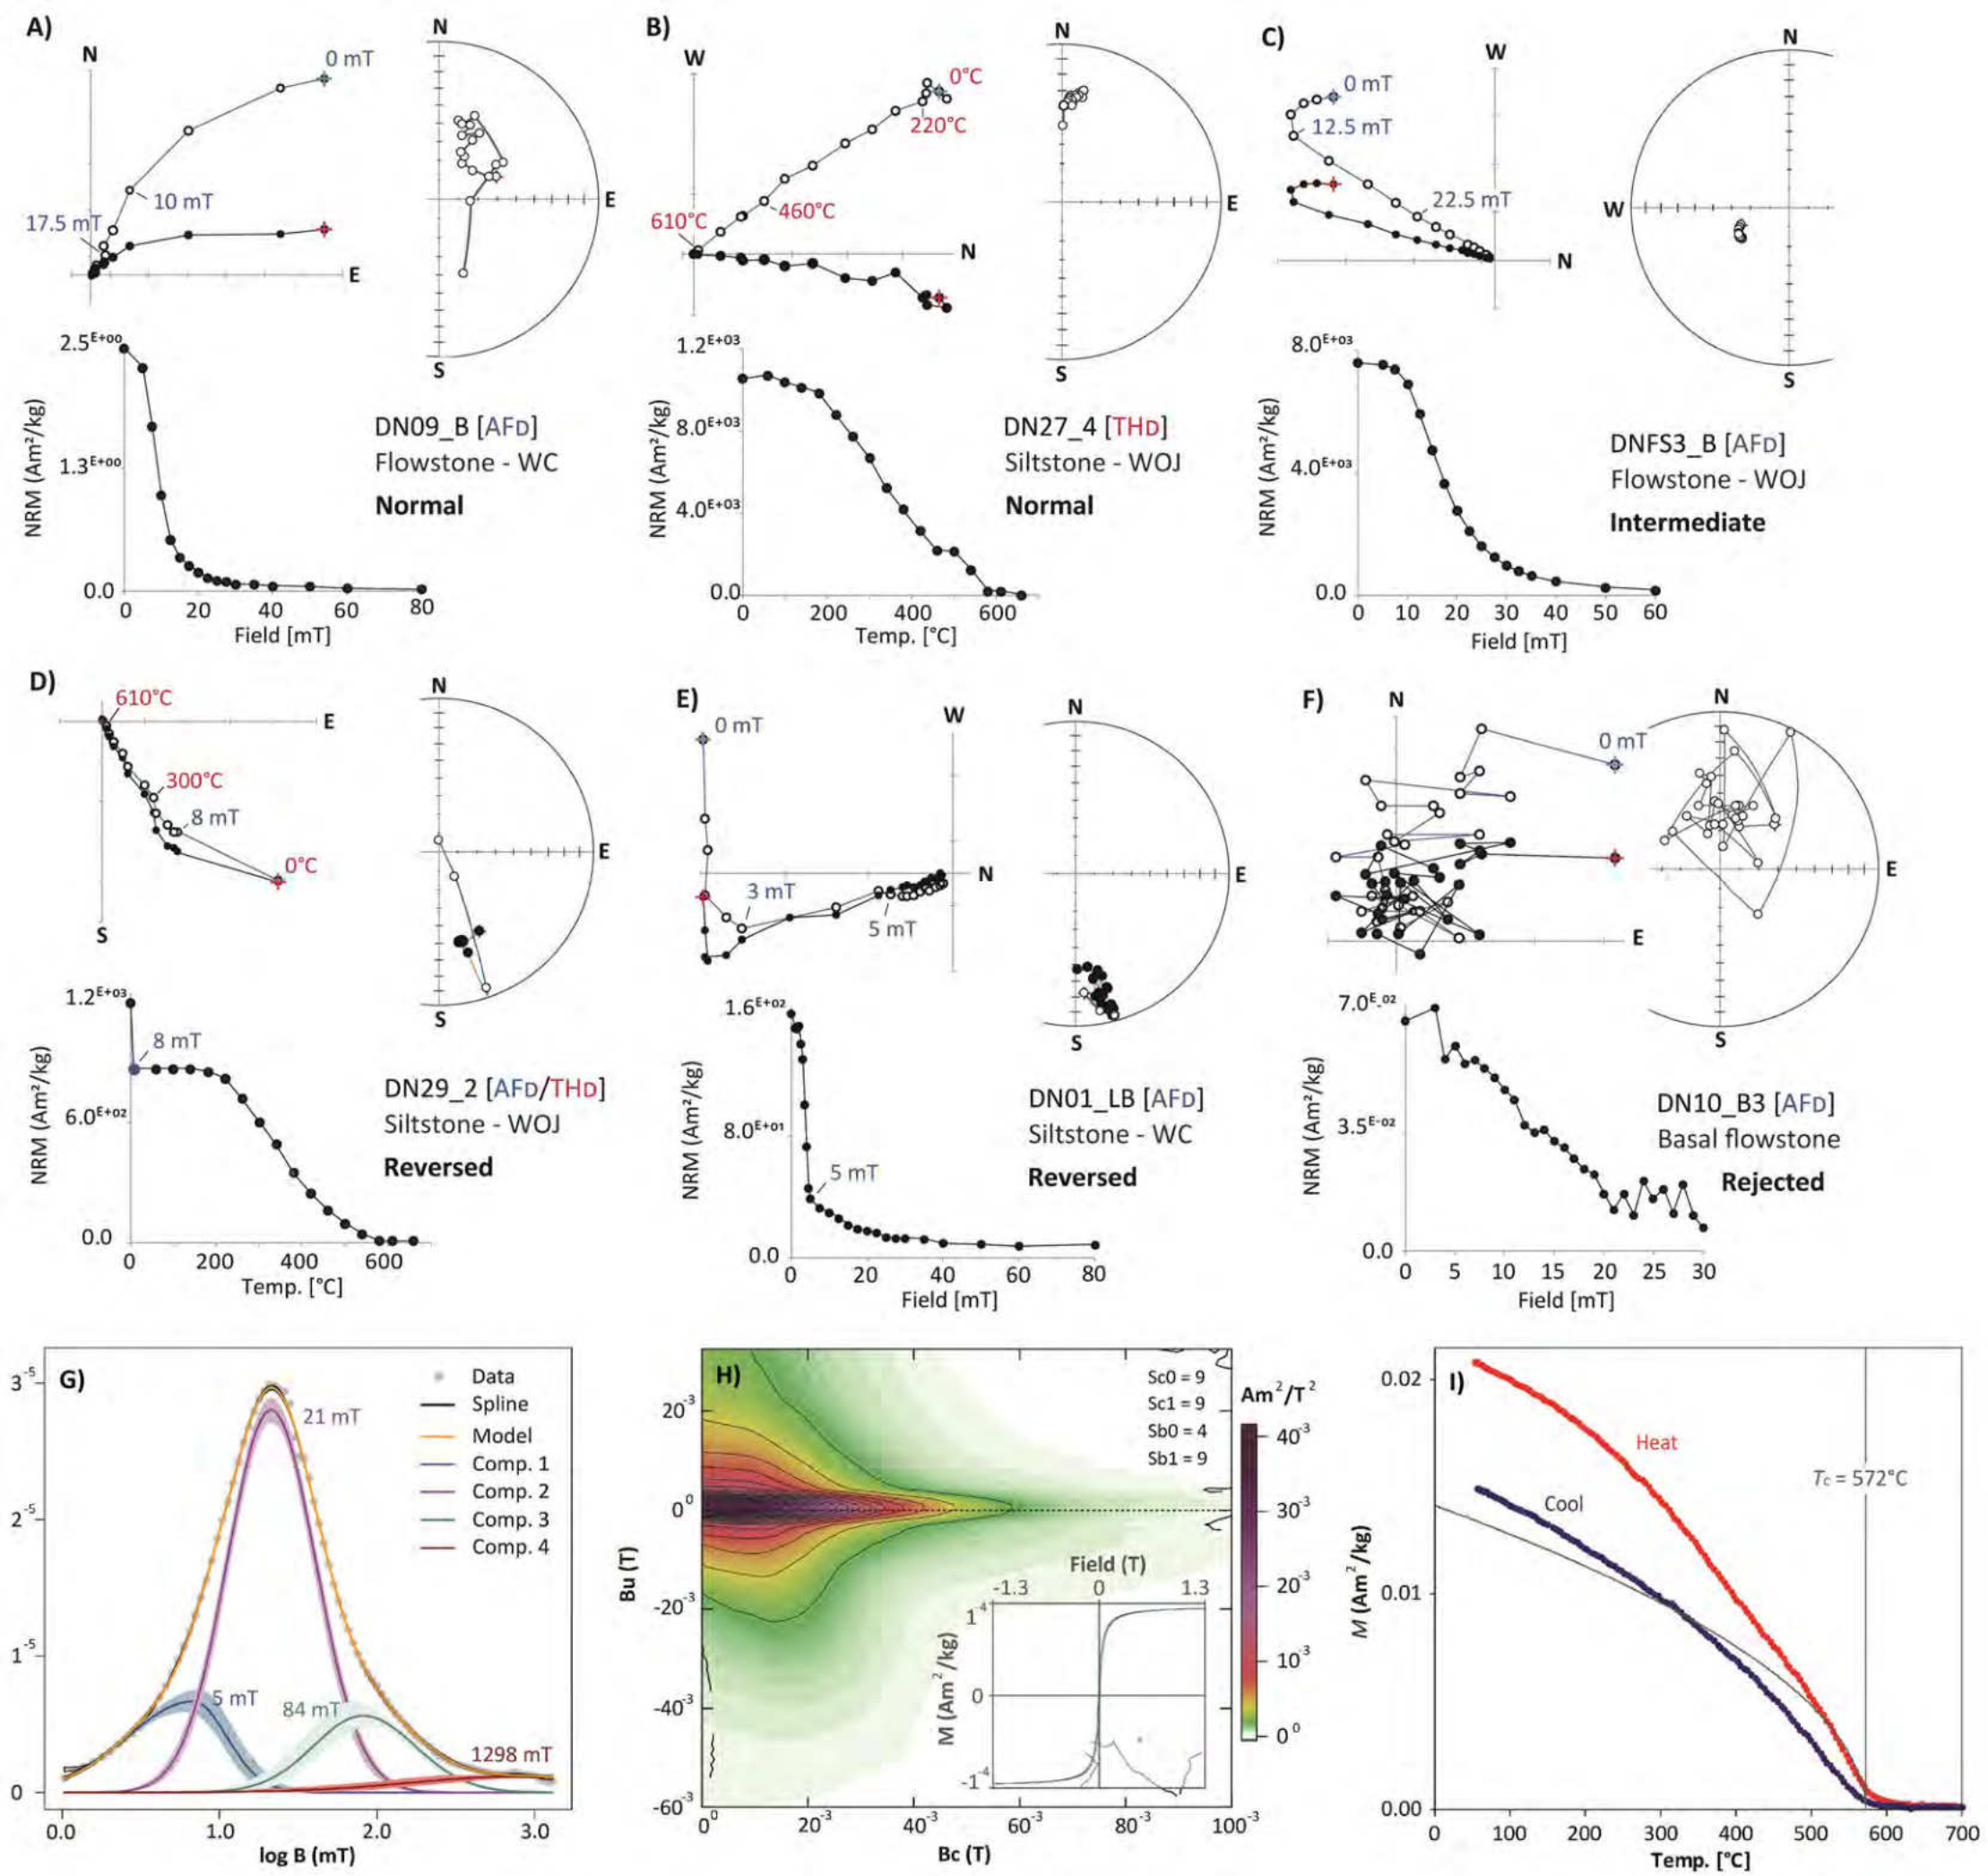 A)
N
0 mT
10 mT
17.5 mT
E
N
E
S
2.5E+00
1.3E+00
0.0
NRM (Am²/kg)
0 20 40 60 80
Field [mT]
DN09_B [AFD]
Flowstone - WC
Normal
B)
W
0°C
220°C
460°C
610°C
N
N
E
S
1.2E+03
8.0E+03
4.0E+03
0.0
NRM (Am²/kg)
0 200 400 600
Temp. [°C]
DN27_4 [THD]
Siltstone - WOJ
Normal
C)
W
0 mT
12.5 mT
22.5 mT
N
N
W
S
8.0E+03
4.0E+03
0.0
NRM (Am²/kg)
0 10 20 30 40 50 60
Field [mT]
DNFS3_B [AFD]
Flowstone - WOJ
Intermediate
D)
610°C
E
300°C
8 mT
0°C
S
N
E
S
1.2E+03
8 mT
6.0E+02
0.0
NRM (Am²/kg)
0 200 400 600
Temp. [°C]
DN29_2 [AFD/THD]
Siltstone - WOJ
Reversed
E)
0 mT
W
N
3 mT
5 mT
N
E
S
1.6E+02
8.0E+01
5 mT
0.0
NRM (Am²/kg)
0 20 40 60 80
Field [mT]
DN01_LB [AFD]
Siltstone - WC
Reversed
F)
N
0 mT
E
N
E
S
7.0E-02
3.5E-02
0.0
NRM (Am²/kg)
0 5 10 15 20 25 30
Field [mT]
DN10_B3 [AFD]
Basal flowstone
Rejected
G)
3-5
2-5
1-5
0
Data
Spline
Model
Comp. 1
Comp. 2
Comp. 3
Comp. 4
21 mT
5 mT
84 mT
1298 mT
0.0 1.0 2.0 3.0
log B (mT)
H)
Sc0 = 9
Sc1 = 9
Sb0 = 4
Sb1 = 9
20-3
0⁰
-20-3
-40-3
-60-3
Bu (T)
0⁰ 20-3 40-3 60-3 80-3 100-3
Bc (T)
Field (T)
-1.3 0 1.3
1-4
0
-1-4
M (Am²/kg)
Am²/T²
40-3
30-3
20-3
10-3
0⁰
I)
0.02
0.01
0.00
M (Am²/kg)
Heat
Cool
Tc = 572°C
0 100 200 300 400 500 600 700
Temp. [°C]